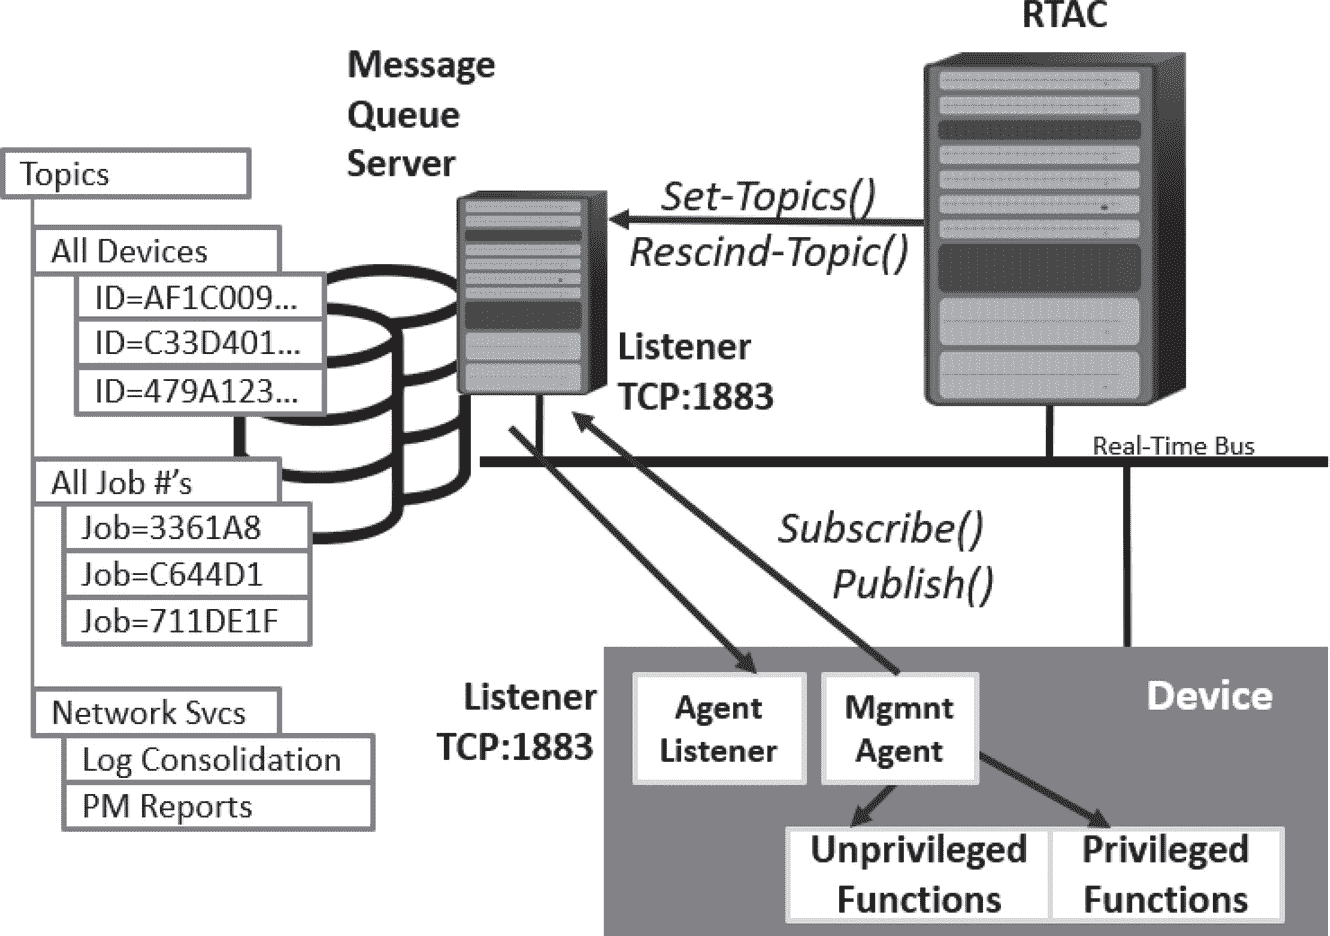 RTAC
Message
Queue
Server
Topics
Set-Topics()
All Devices
Rescind-Topic()
ID=AF1C009...
ID=C33D401...
Listener
ID=479A123...
TCP:1883
Real-Time Bus
All Job #'s
Job=3361A8
Subscribe()
Job=C644D1
Publish()
Job=711DE1F
Listener
TCP:1883
Agent
Listener
Mgmnt
Agent
Device
Network Svcs
Log Consolidation
PM Reports
Unprivileged
Functions
Privileged
Functions